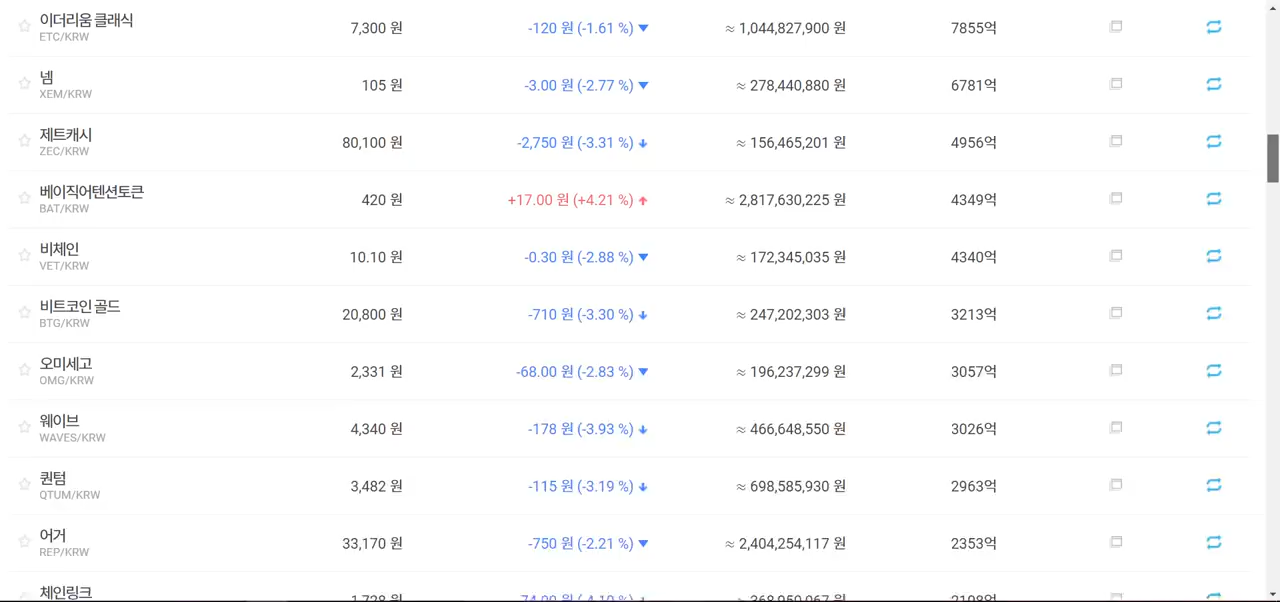 이더리움 클래식 7,300 원 -120 원 (-1.61 %) ▼ ≈ 1,044,827,900 원 7855억
ETC/KRW
넴 105 원 -3.00 원 (-2.77 %) ▼ ≈ 278,440,880 원 6781억
XEM/KRW
제트캐시 80,100 원 -2,750 원 (-3.31 %) ↓ ≈ 156,465,201 원 4956억
ZEC/KRW
베이직어텐션토큰 420 원 +17.00 원 (+4.21 %) ↑ ≈ 2,817,630,225 원 4349억
BAT/KRW
비체인 10.10 원 -0.30 원 (-2.88 %) ▼ ≈ 172,345,035 원 4340억
VET/KRW
비트코인 골드 20,800 원 -710 원 (-3.30 %) ↓ ≈ 247,202,303 원 3213억
BTG/KRW
오미세고 2,331 원 -68.00 원 (-2.83 %) ▼ ≈ 196,237,299 원 3057억
OMG/KRW
웨이브 4,340 원 -178 원 (-3.93 %) ↓ ≈ 466,648,550 원 3026억
WAVES/KRW
퀀텀 3,482 원 -115 원 (-3.19 %) ↓ ≈ 698,585,930 원 2963억
QTUM/KRW
어거 33,170 원 -750 원 (-2.21 %) ▼ ≈ 2,404,254,117 원 2353억
REP/KRW
체인링크